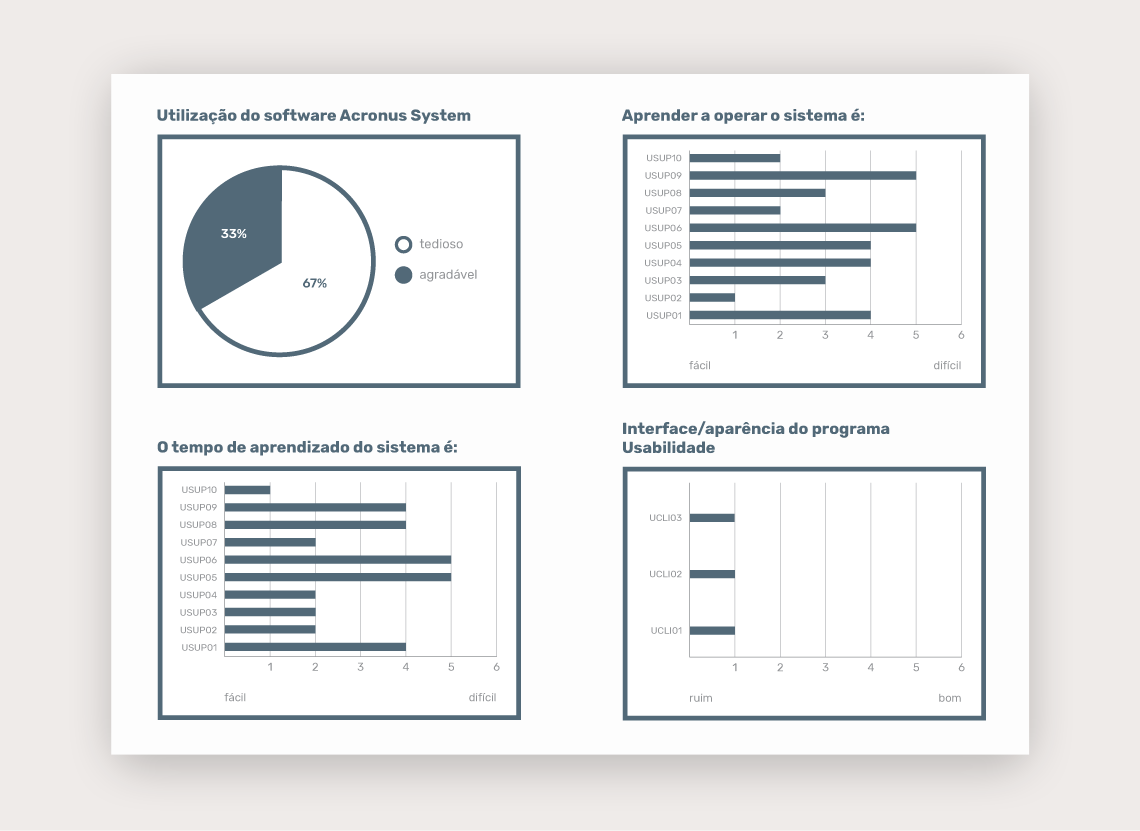 Utilização do software Acronus System
33%
67%
tedioso
agradável
Aprender a operar o sistema é:
USUP10
USUP09
USUP08
USUP07
USUP06
USUP05
USUP04
USUP03
USUP02
USUP01
1 2 3 4 5 6
fácil difícil
O tempo de aprendizado do sistema é:
USUP10
USUP09
USUP08
USUP07
USUP06
USUP05
USUP04
USUP03
USUP02
USUP01
1 2 3 4 5 6
fácil difícil
Interface/aparência do programa
Usabilidade
UCLI03
UCLI02
UCLI01
1 2 3 4 5 6
ruim bom